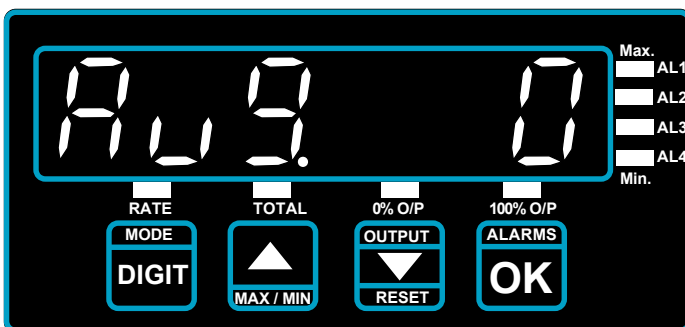 Avg. 0
Max.
AL1
AL2
AL3
AL4
Min.
RATE TOTAL 0% O/P 100% O/P
MODE OUTPUT ALARMS
DIGIT OK
MAX / MIN RESET